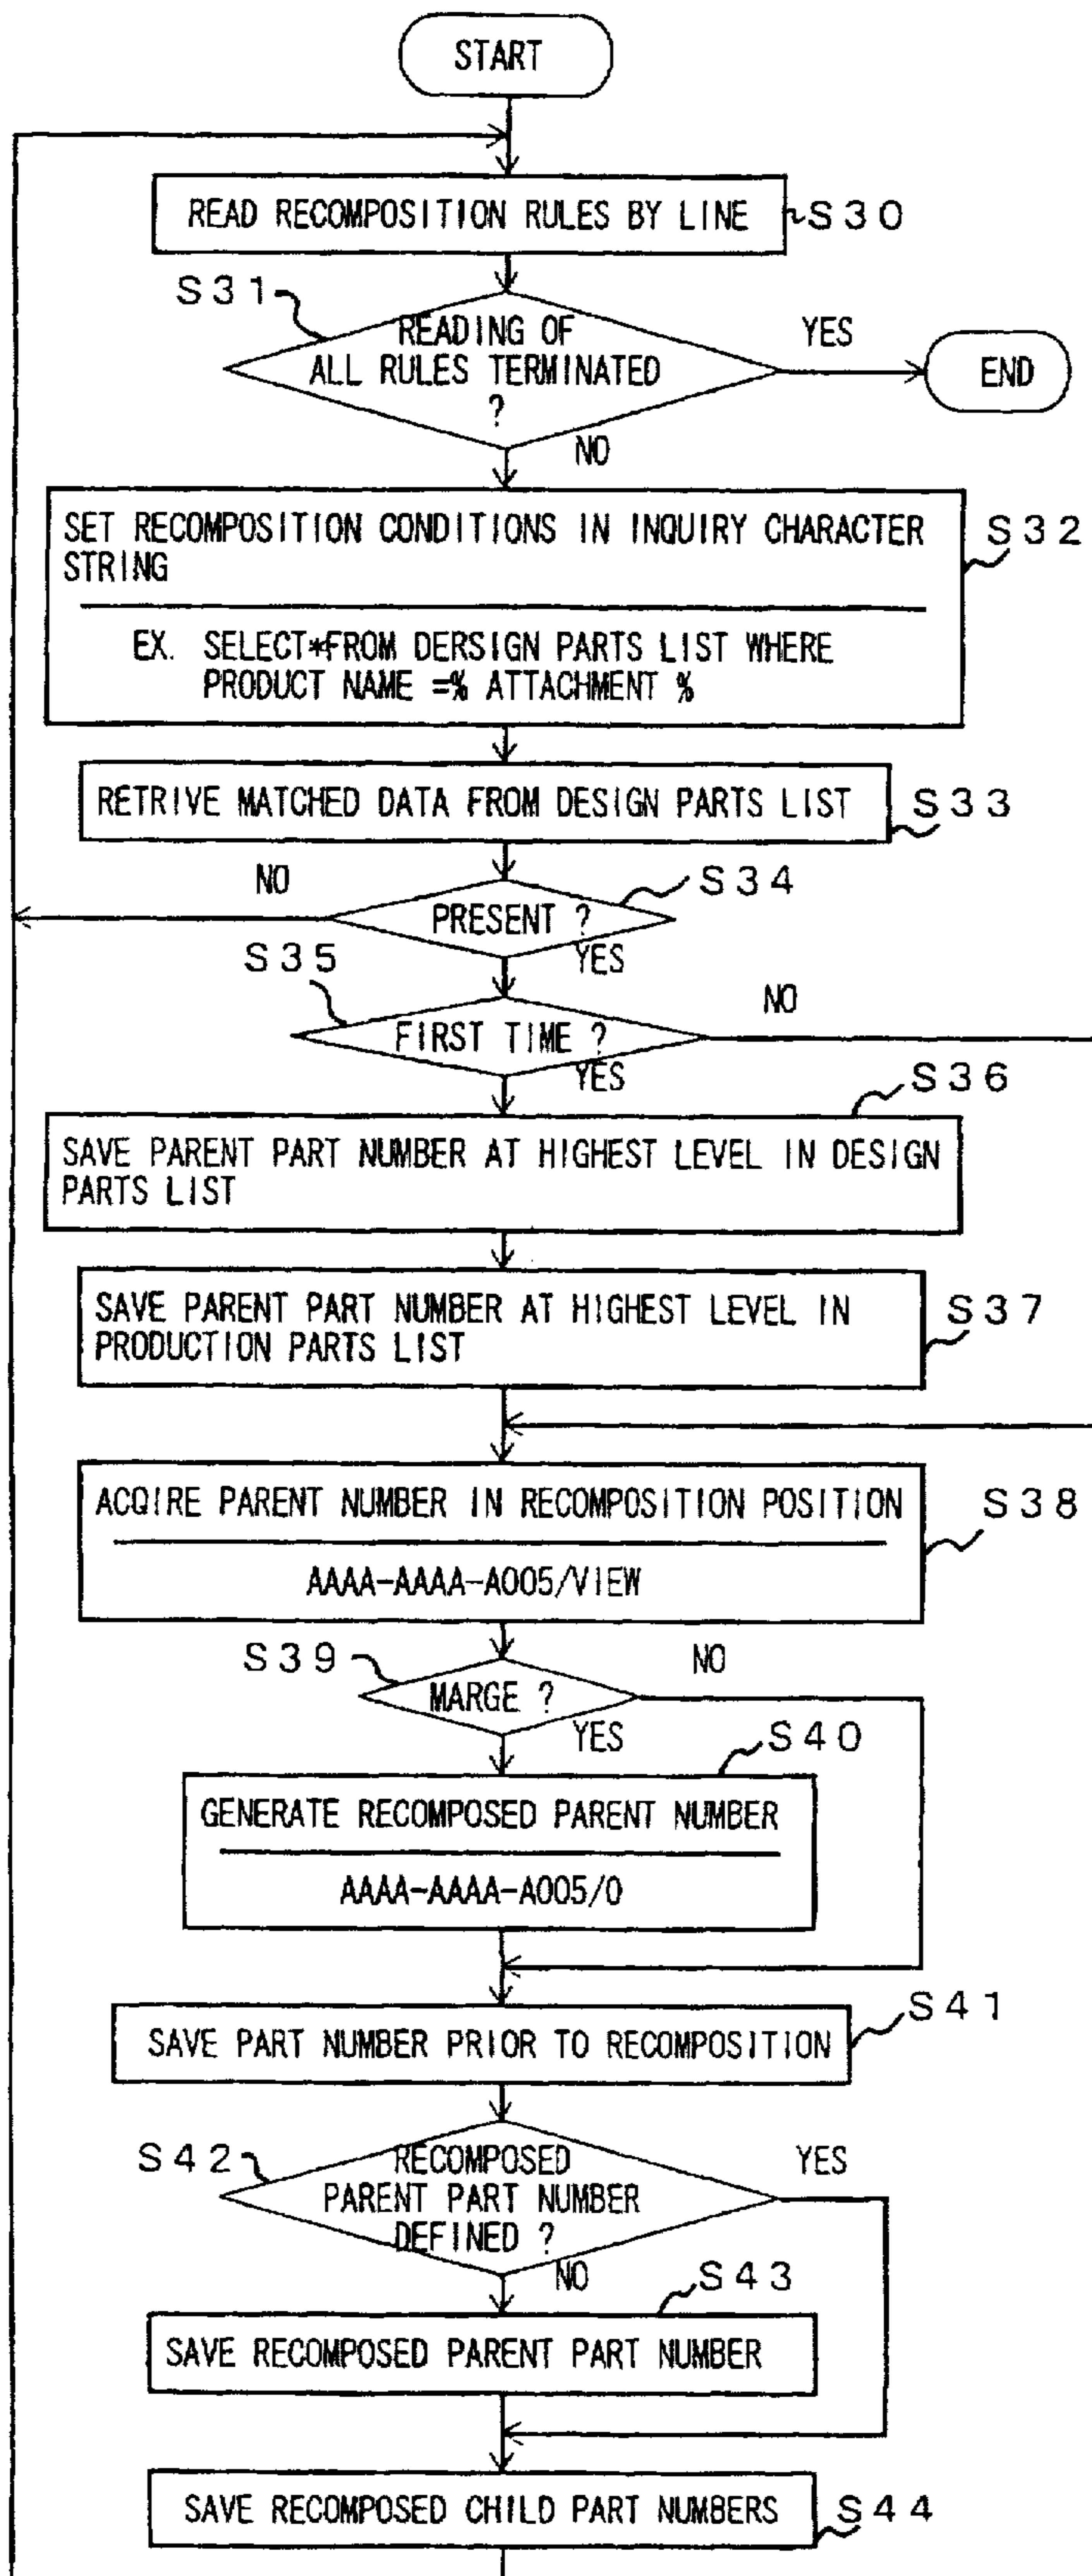 START
READ RECOMPOSITION RULES BY LINE
S30
S31
READING OF
ALL RULES TERMINATED
?
YES
END
NO
SET RECOMPOSITION CONDITIONS IN INQUIRY CHARACTER
STRING
S32
EX. SELECT*FROM DERSIGN PARTS LIST WHERE
PRODUCT NAME =% ATTACHMENT %
RETRIVE MATCHED DATA FROM DESIGN PARTS LIST
S33
NO
S34
PRESENT ?
YES
S35
NO
FIRST TIME ?
YES
S36
SAVE PARENT PART NUMBER AT HIGHEST LEVEL IN DESIGN
PARTS LIST
SAVE PARENT PART NUMBER AT HIGHEST LEVEL IN
PRODUCTION PARTS LIST
S37
ACQIRE PARENT NUMBER IN RECOMPOSITION POSITION
S38
AAAA-AAAA-A005/VIEW
S39
NO
MARGE ?
YES
S40
GENERATE RECOMPOSED PARENT NUMBER
AAAA-AAAA-A005/0
S41
SAVE PART NUMBER PRIOR TO RECOMPOSITION
S42
RECOMPOSED
PARENT PART NUMBER
DEFINED ?
YES
NO
S43
SAVE RECOMPOSED PARENT PART NUMBER
SAVE RECOMPOSED CHILD PART NUMBERS
S44